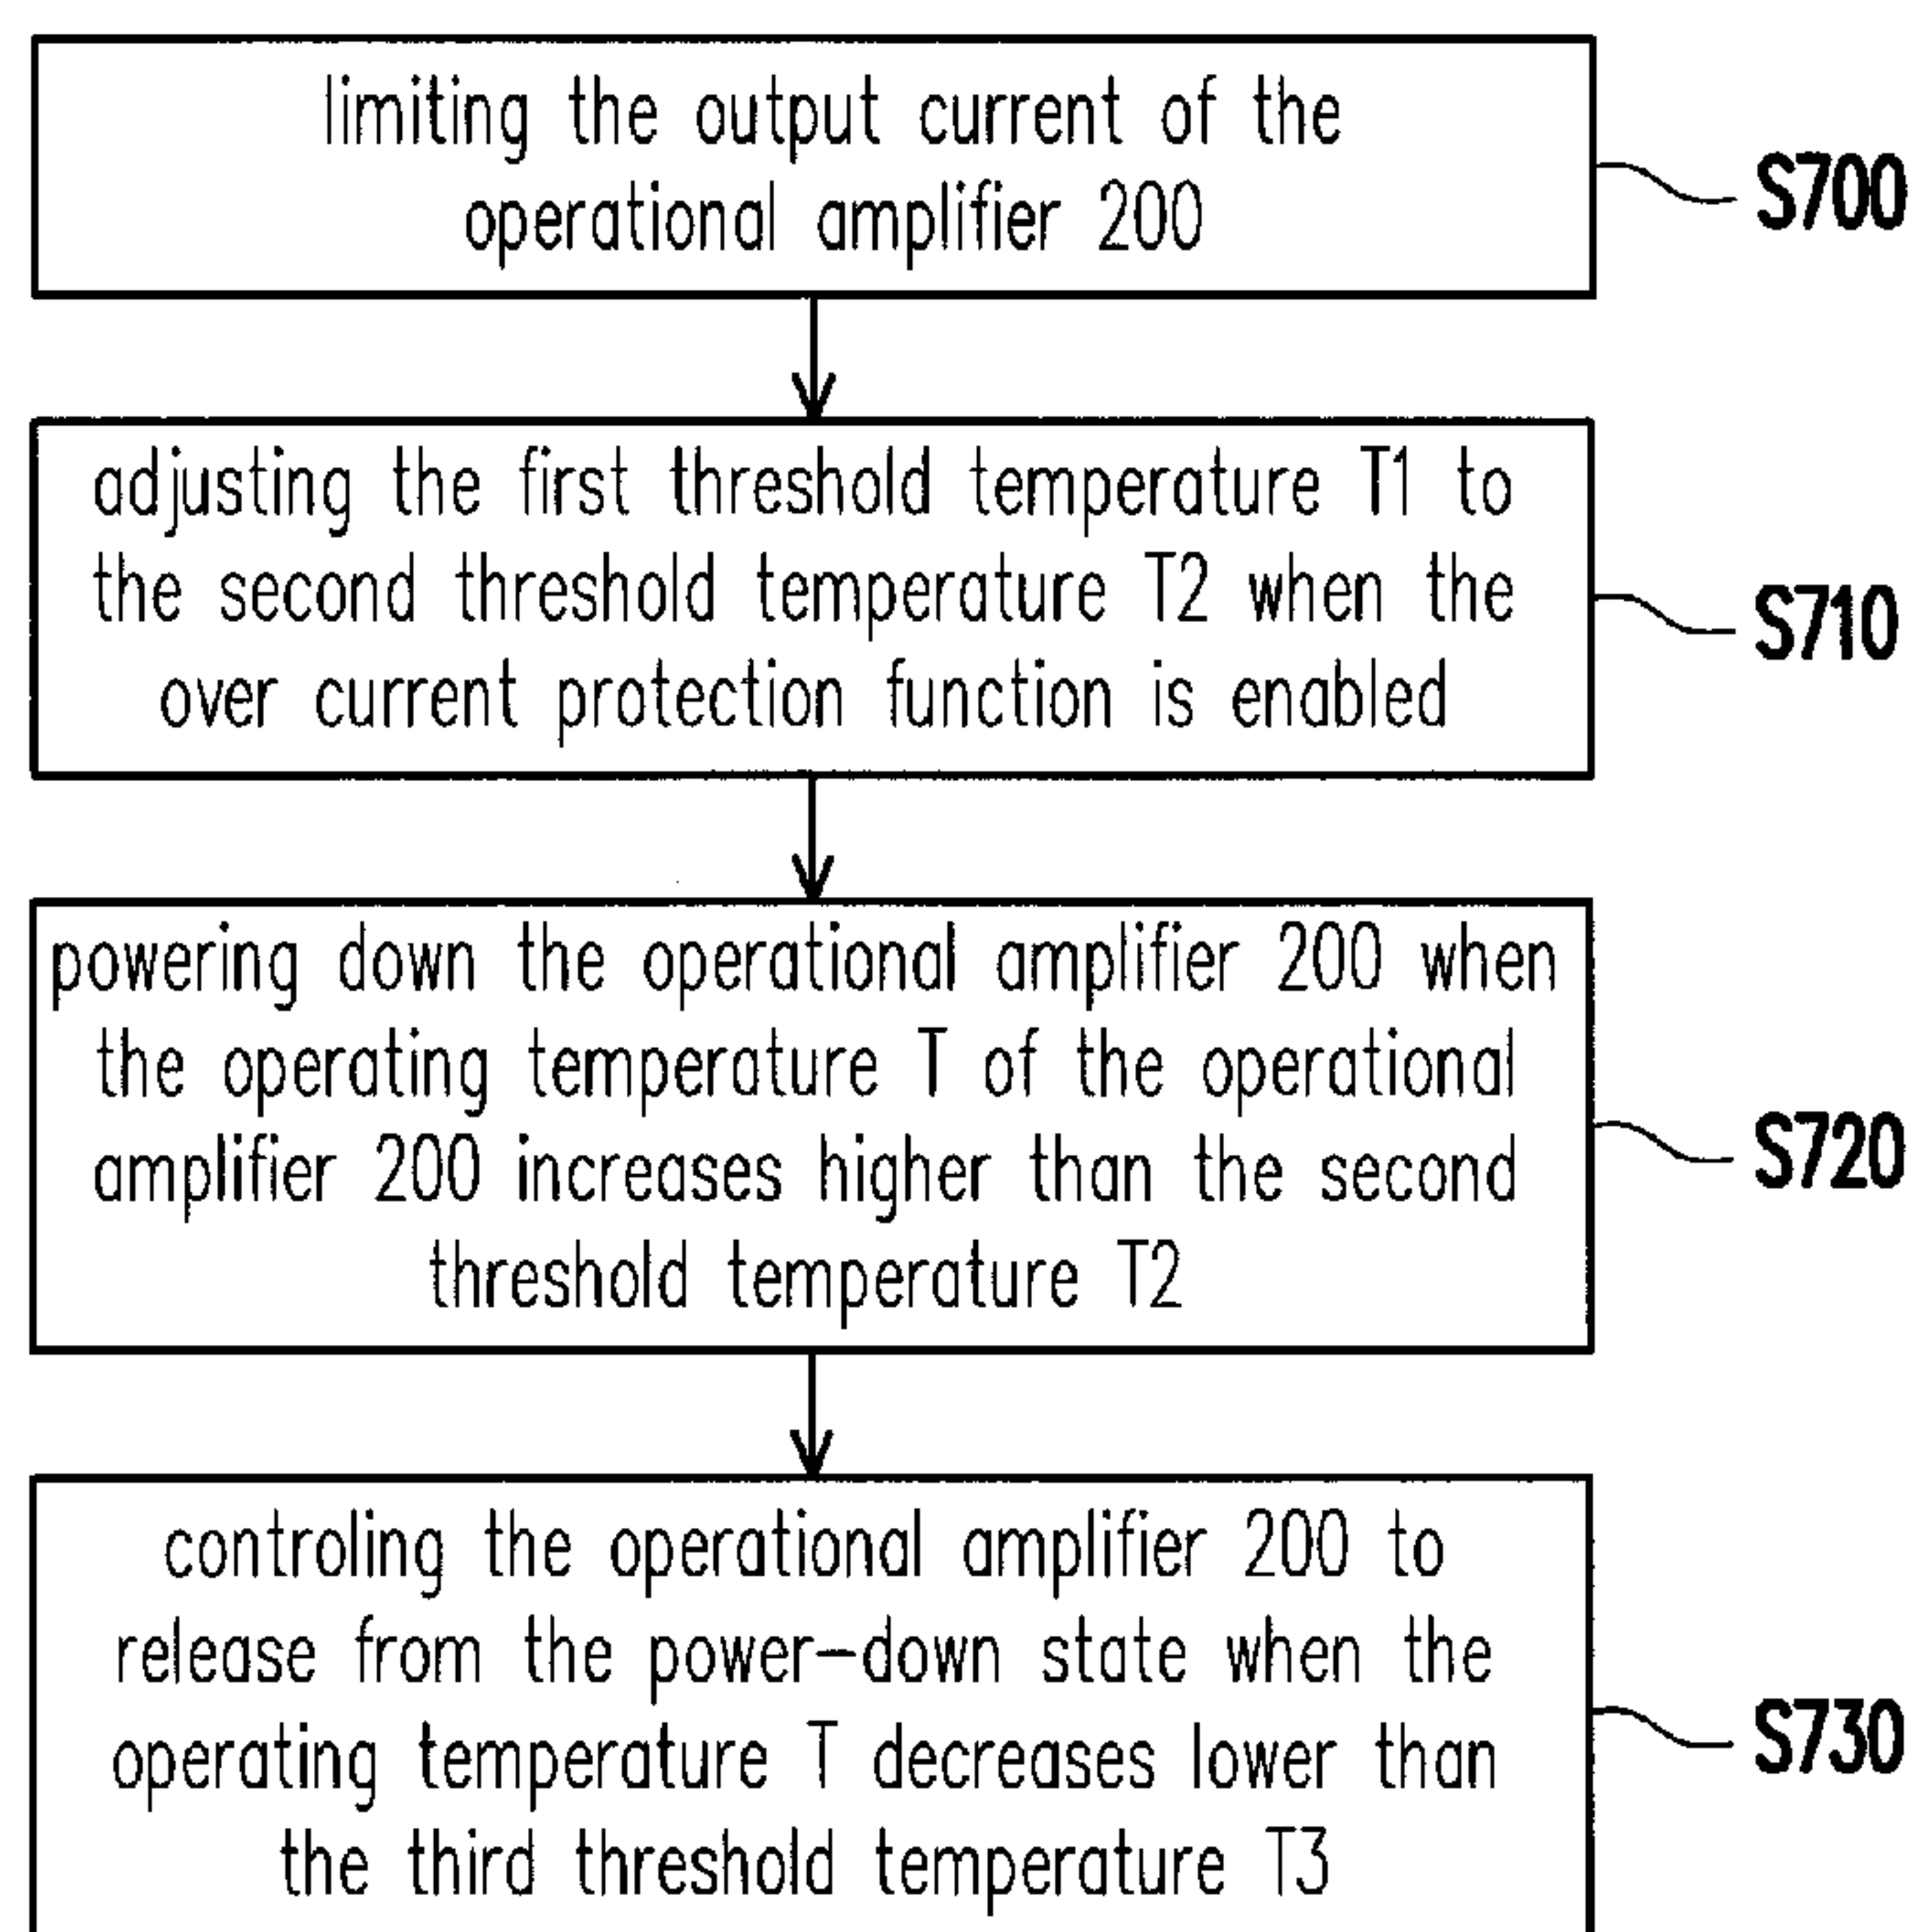 limiting the output current of the
operational amplifier 200
S700
adjusting the first threshold temperature T1 to
the second threshold temperature T2 when the
over current protection function is enabled
S710
powering down the operational amplifier 200 when
the operating temperature T of the operational
amplifier 200 increases higher than the second
threshold temperature T2
S720
controling the operational amplifier 200 to
release from the power-down state when the
operating temperature T decreases lower than
the third threshold temperature T3
S730